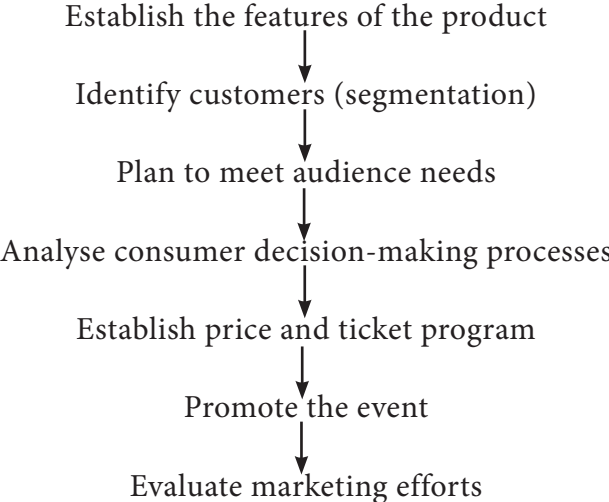 Establish the features of the product
Identify customers (segmentation)
Plan to meet audience needs
Analyse consumer decision-making processes
Establish price and ticket program
Promote the event
Evaluate marketing efforts